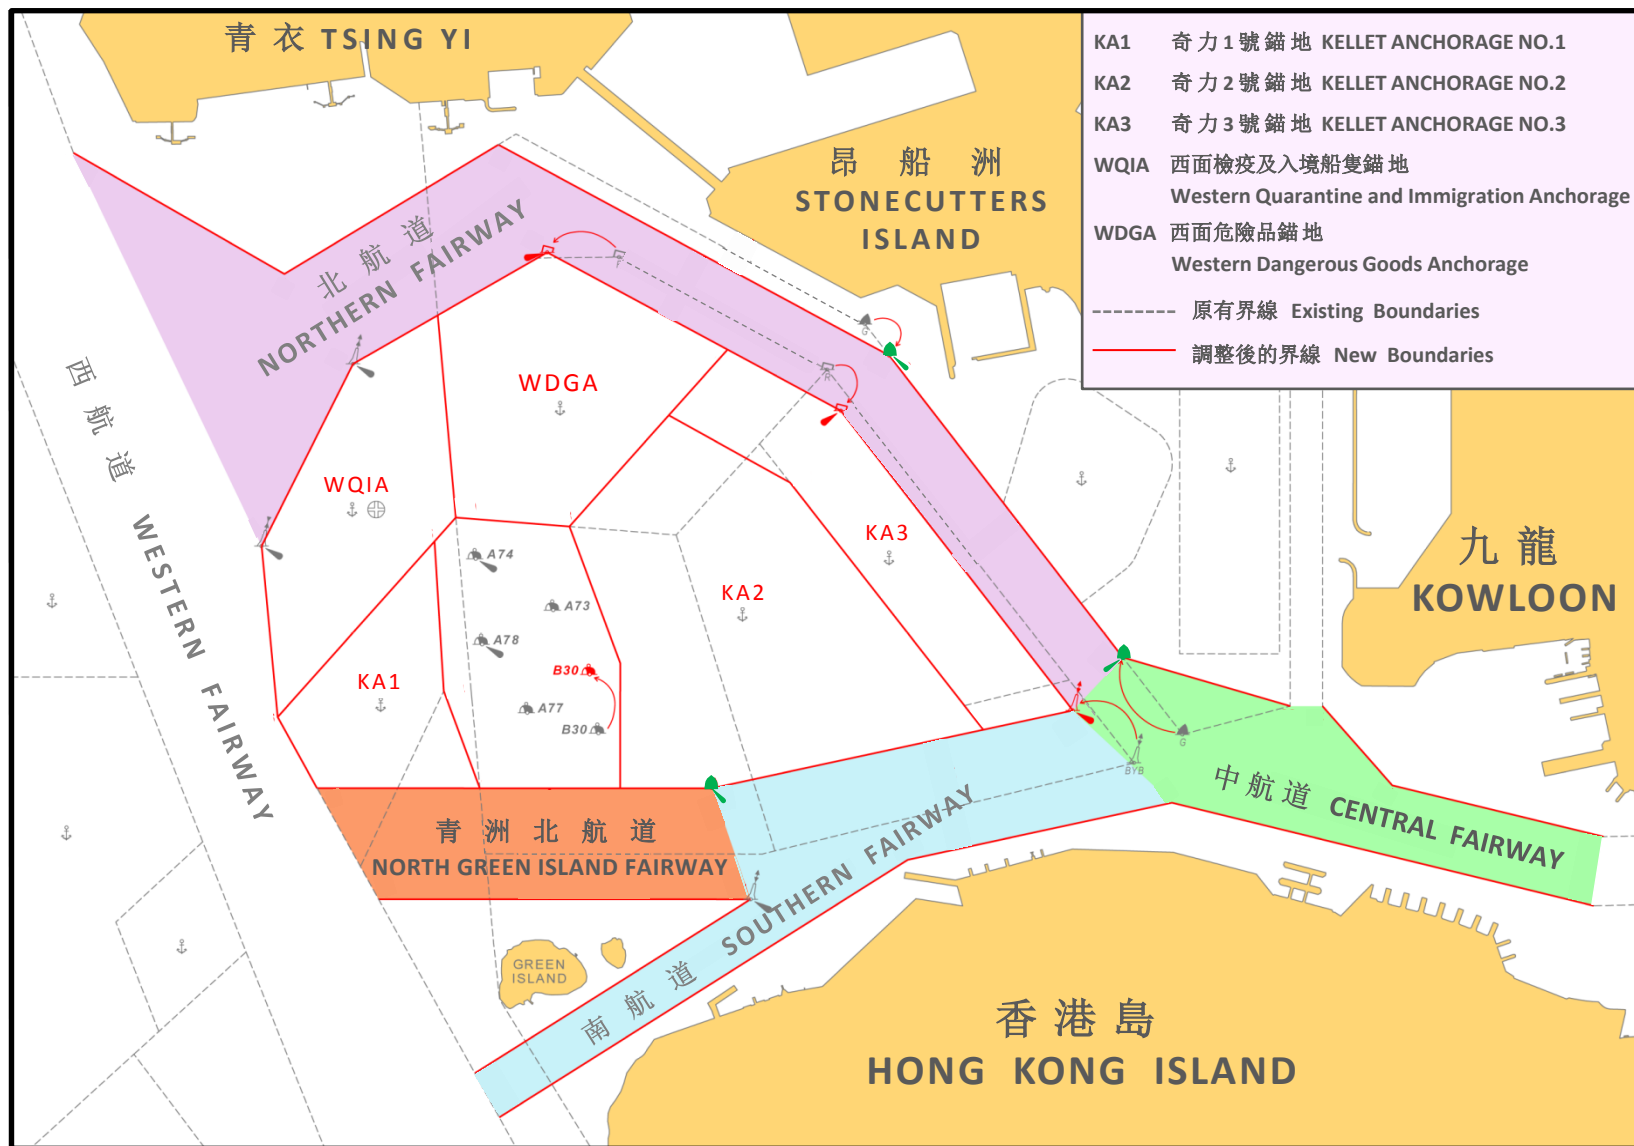 青衣 TSING YI
昂船洲
STONECUTTERS
ISLAND
KA1 奇力1號錨地 KELLET ANCHORAGE NO.1
KA2 奇力2號錨地 KELLET ANCHORAGE NO.2
KA3 奇力3號錨地 KELLET ANCHORAGE NO.3
WQIA 西面檢疫及入境船隻錨地
Western Quarantine and Immigration Anchorage
WDGA 西面危險品錨地
Western Dangerous Goods Anchorage
原有界線 Existing Boundaries
調整後的界線 New Boundaries
北航道
NORTHERN FAIRWAY
F
G
R
西航道 WESTERN FAIRWAY
WDGA
WQIA
KA3
KA2
KA1
A74
A73
A78
B30
A77
B30
G
BYB
九龍
KOWLOON
中航道 CENTRAL FAIRWAY
青洲北航道
NORTH GREEN ISLAND FAIRWAY
南航道 SOUTHERN FAIRWAY
GREEN
ISLAND
香港島
HONG KONG ISLAND